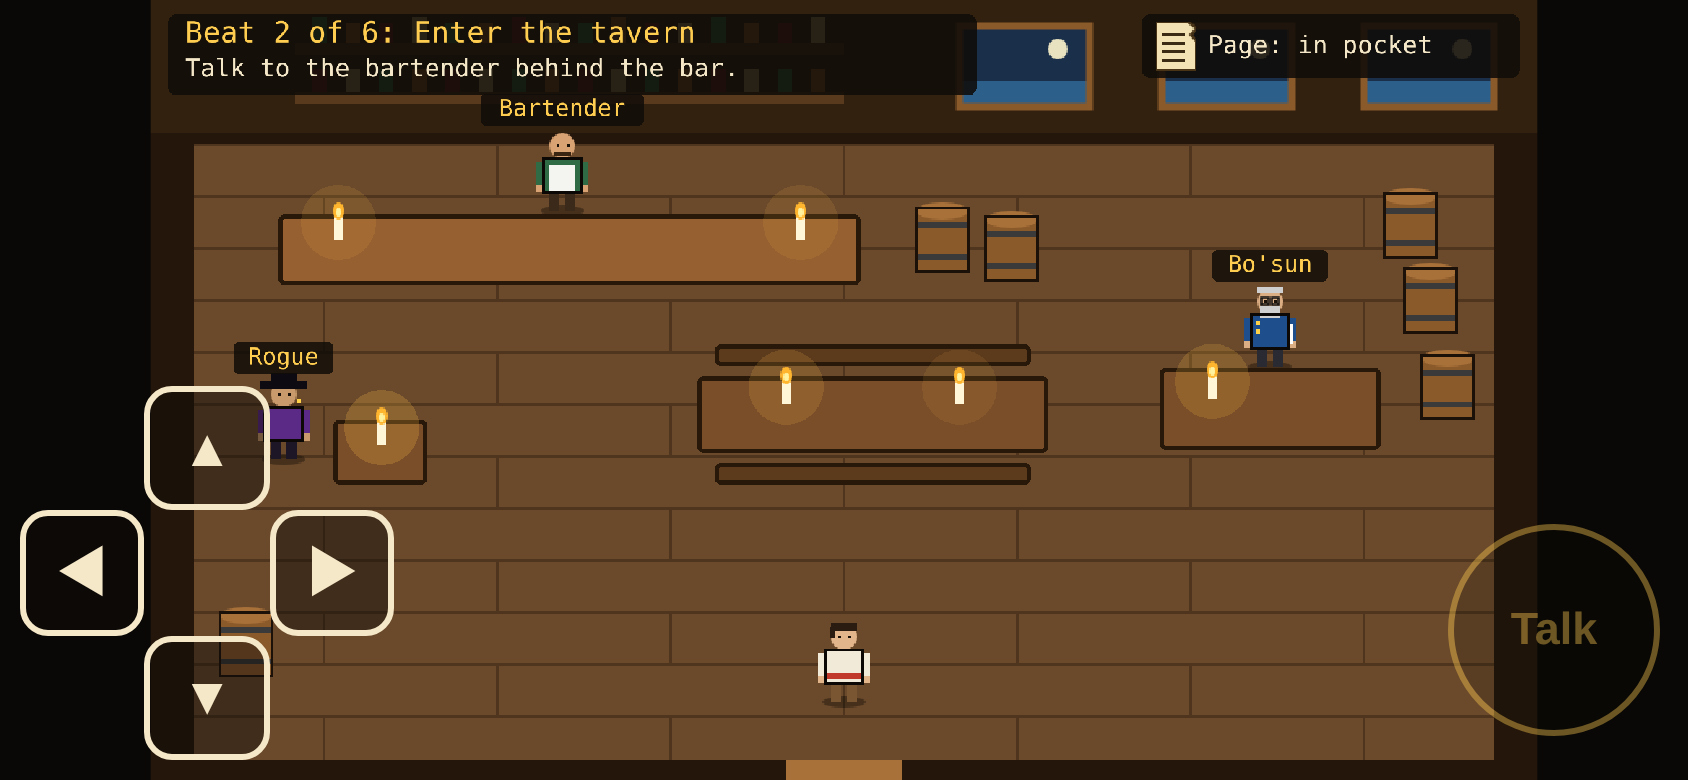 Beat 2 of 6: Enter the tavern
Talk to the bartender behind the bar.
Page: in pocket
Bartender
Bo'sun
Rogue
Talk